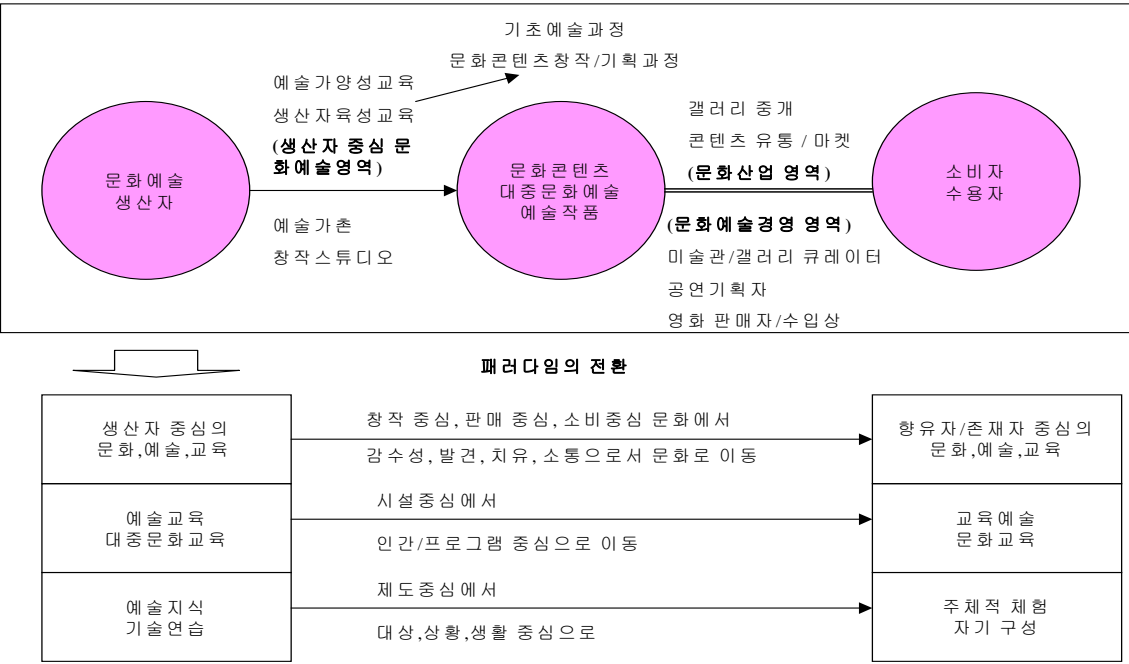 기초예술과정
문화콘텐츠창작/기획과정
예술가양성교육
생산자육성교육
(생산자 중심 문
화예술영역)
문화예술
생산자
예술가촌
창작스튜디오
문화콘텐츠
대중문화예술
예술작품
갤러리 중개
콘텐츠 유통 / 마켓
(문화산업 영역)
(문화예술경영 영역)
미술관/갤러리 큐레이터
공연기획자
영화 판매자/수입상
소비자
수용자
패러다임의 전환
생산자 중심의
문화,예술,교육
창작 중심, 판매 중심, 소비중심 문화에서
감수성, 발견, 치유, 소통으로서 문화로 이동
향유자/존재자 중심의
문화,예술,교육
예술교육
대중문화교육
시설중심에서
인간/프로그램 중심으로 이동
교육예술
문화교육
예술지식
기술연습
제도중심에서
대상,상황,생활 중심으로
주체적 체험
자기 구성